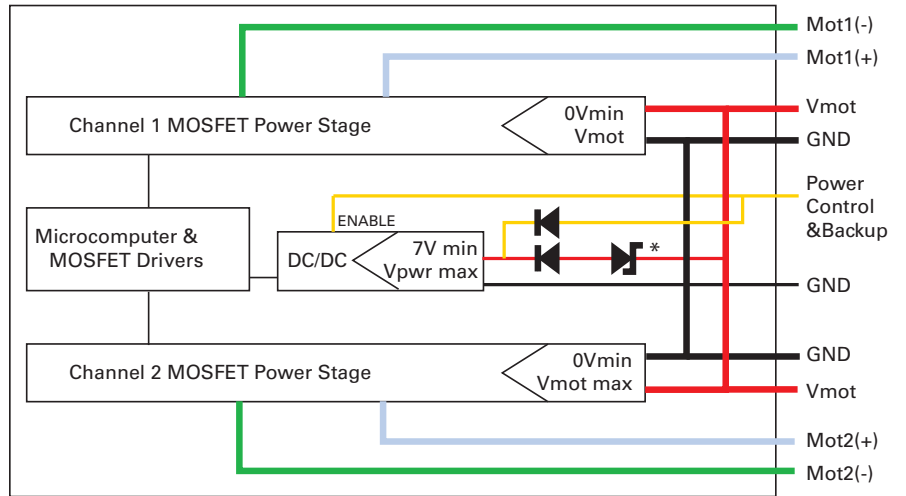 Mot1(-)
Mot1(+)
Channel 1 MOSFET Power Stage
0Vmin
Vmot
Vmot
GND
Power
Control
&Backup
ENABLE
Microcomputer &
MOSFET Drivers
DC/DC
7V min
Vpwr max
*
GND
GND
Channel 2 MOSFET Power Stage
0Vmin
Vmot max
Vmot
Mot2(+)
Mot2(-)